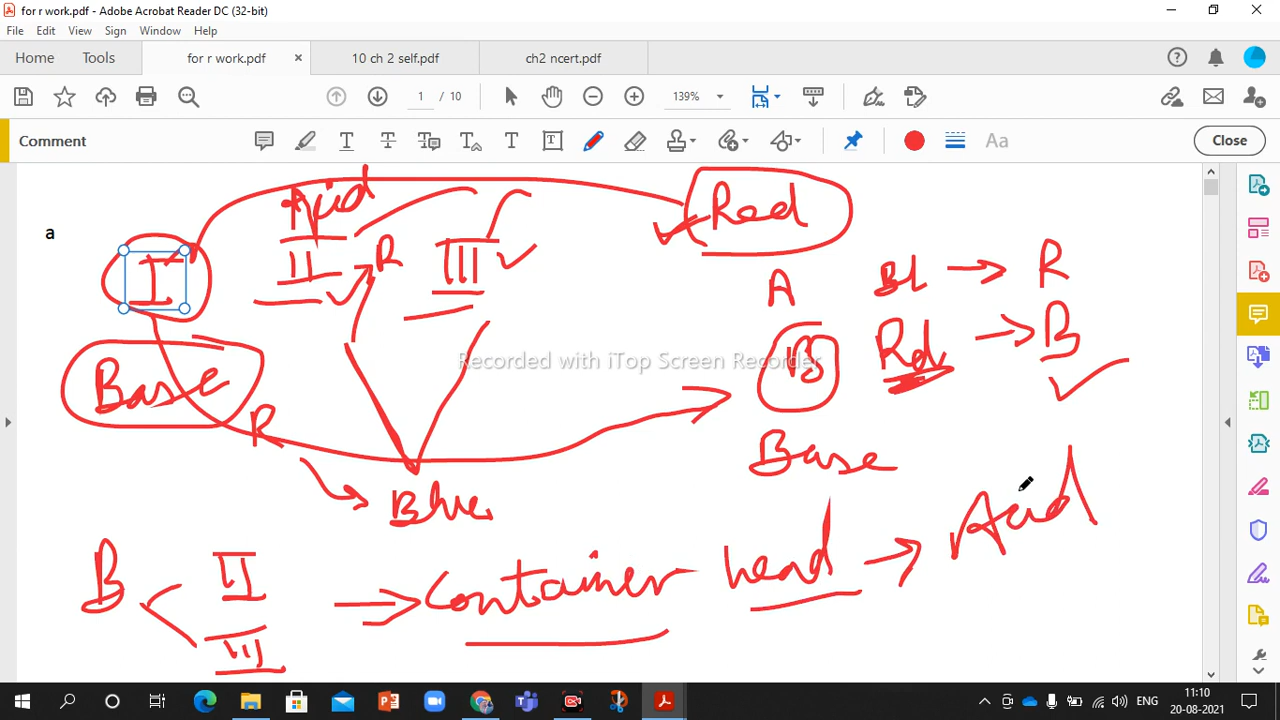 for r work.pdf - Adobe Acrobat Reader DC (32-bit)
File Edit View Sign Window Help
Home Tools for r work.pdf × 10 ch 2 self.pdf ch2 ncert.pdf
1 / 10 139%
Comment Close
a
Acid
Red
I II R III
A Bl → R
B Rd → B
Base
R
Base
Blue
B II
III
⇒ Container head → Acid
Recorded with iTop Screen Recorder
ENG 11:10
20-08-2021